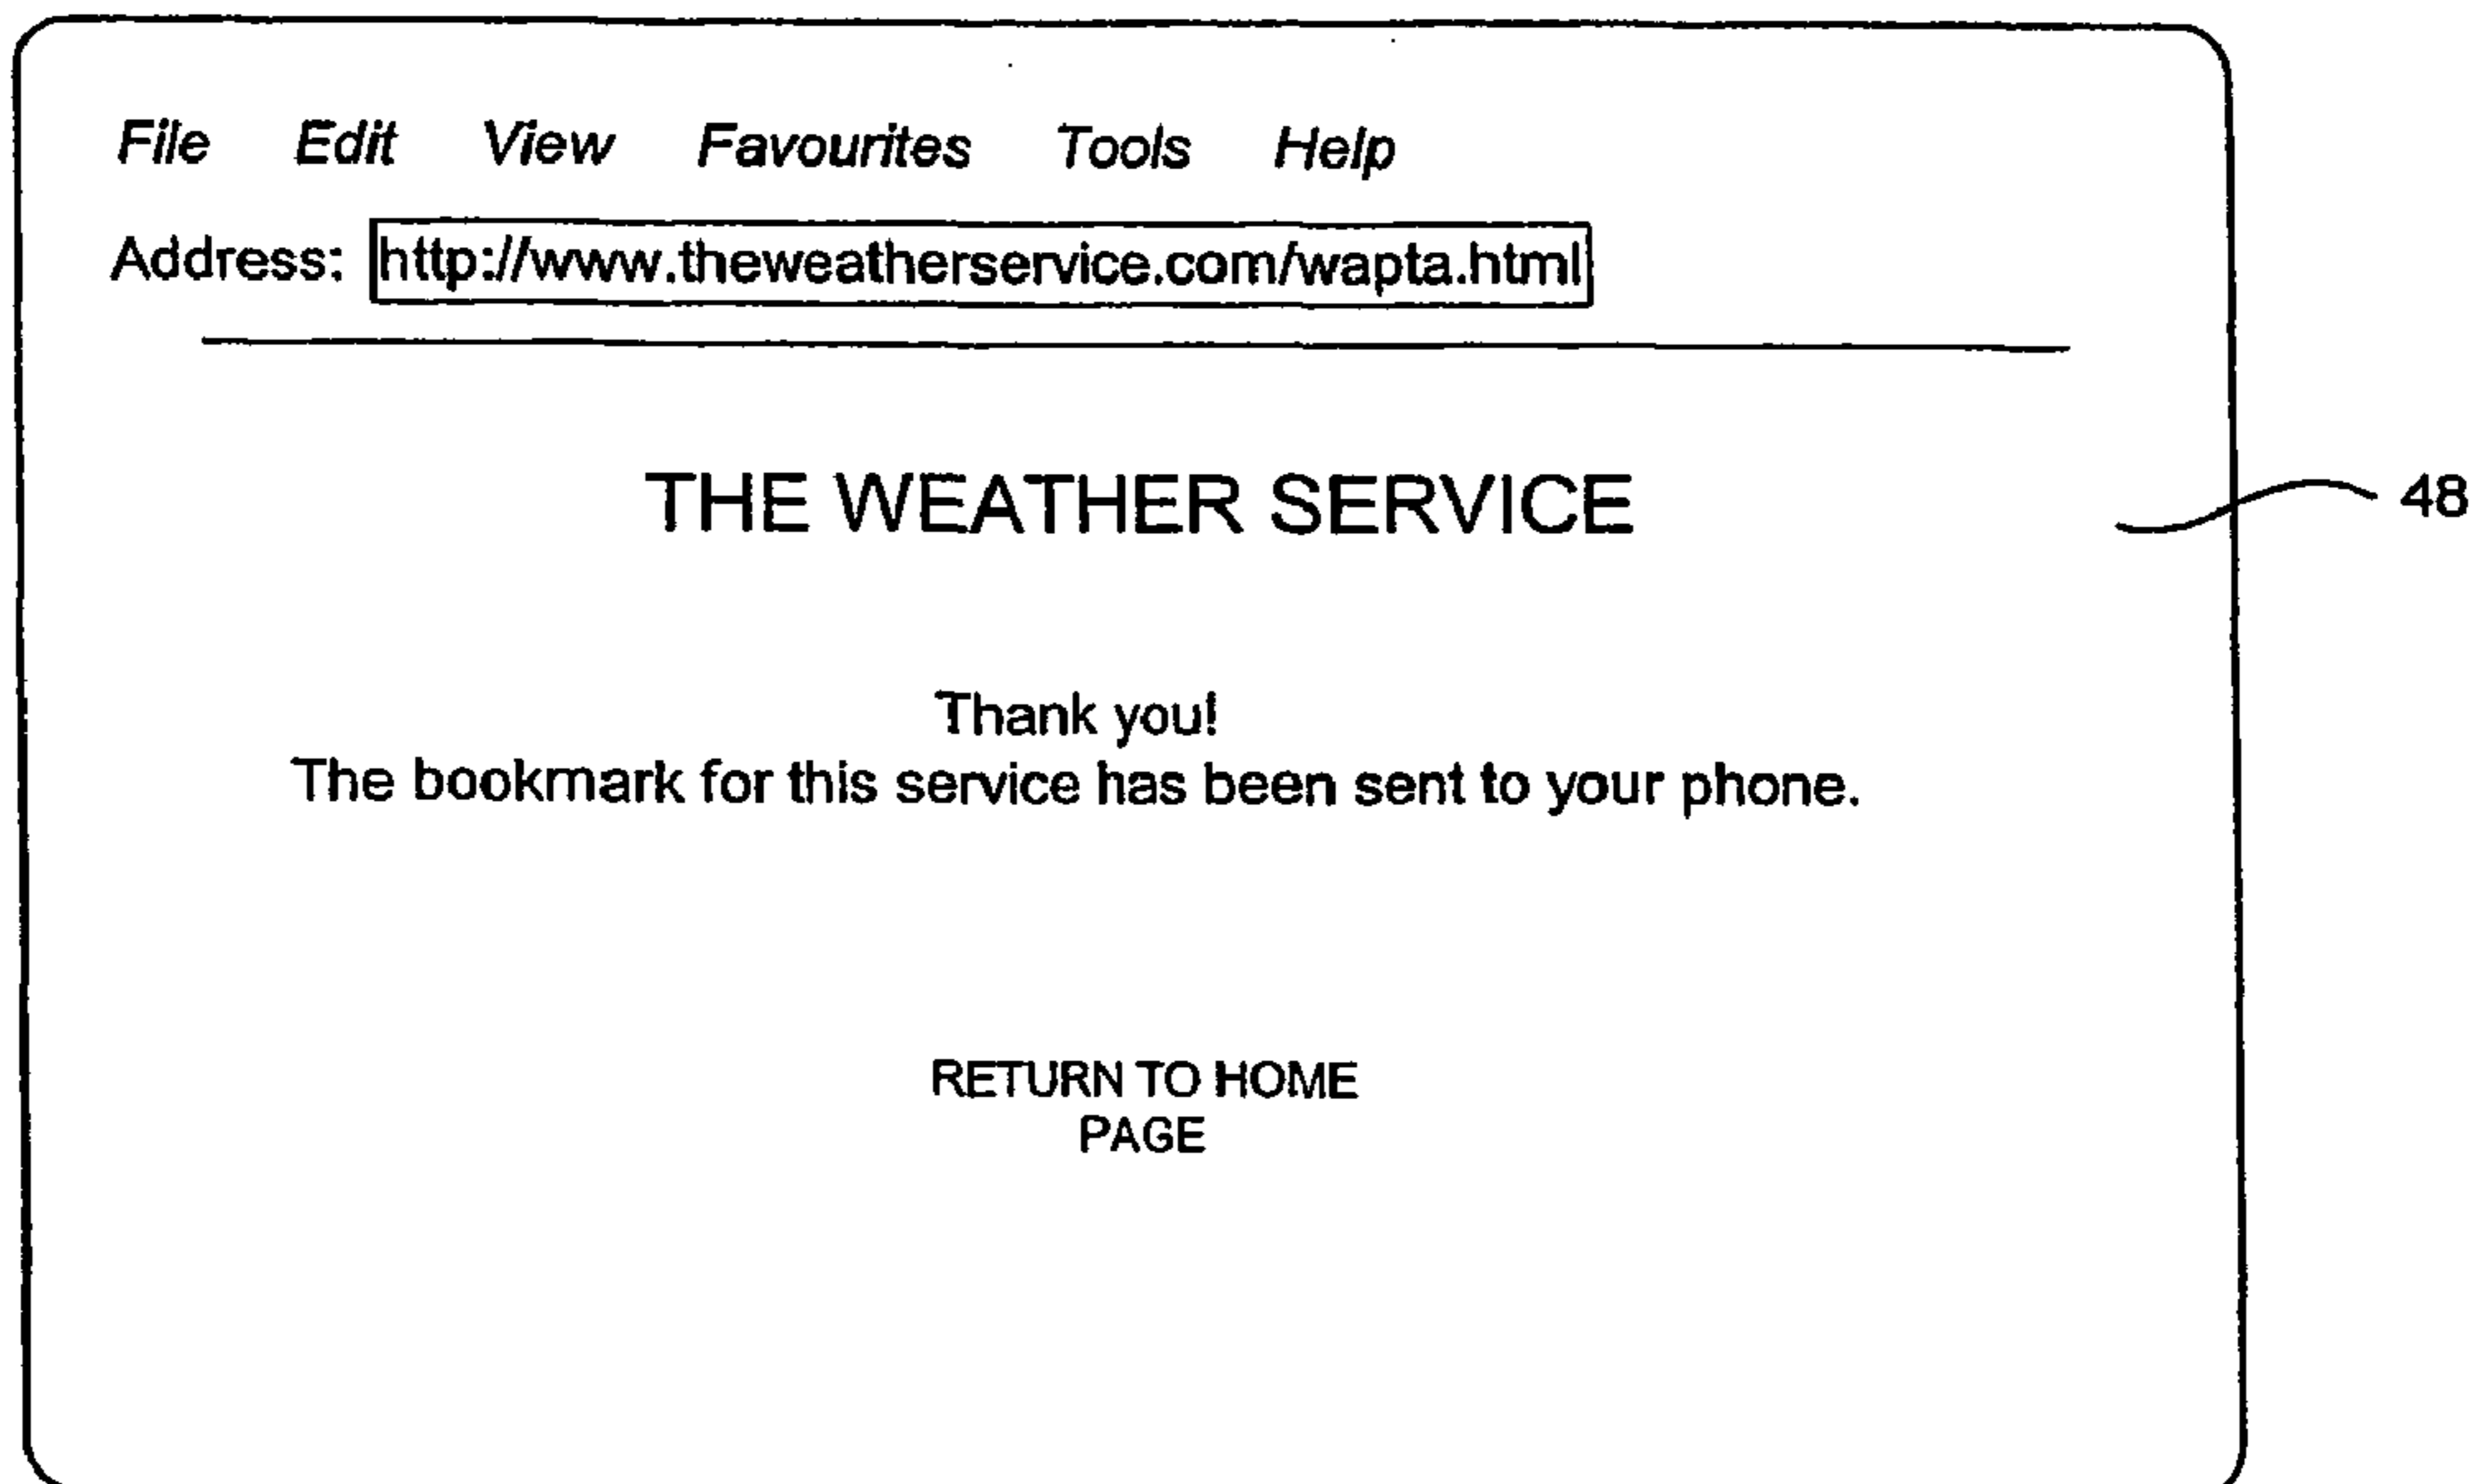 File Edit View Favourites Tools Help
Address: http://www.theweatherservice.com/wapta.html
THE WEATHER SERVICE
48
Thank you!
The bookmark for this service has been sent to your phone.
RETURN TO HOME
PAGE